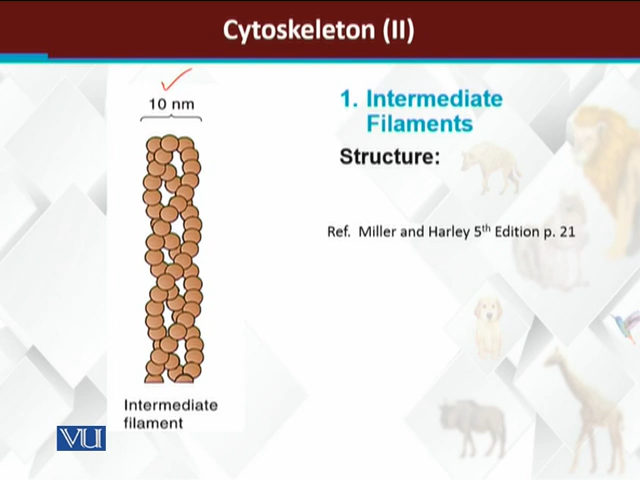 Cytoskeleton (II)
10 nm
1. Intermediate
Filaments
Structure:
Ref. Miller and Harley 5th Edition p. 21
Intermediate
filament
VU